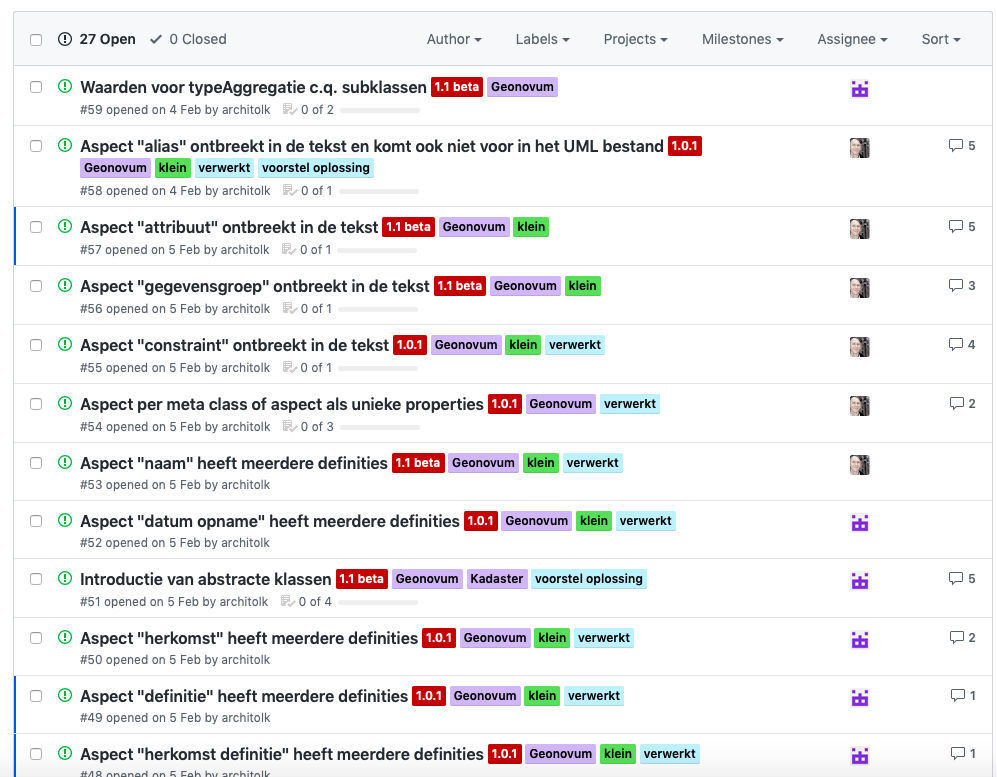 27 Open 0 Closed Author Labels Projects Milestones Assignee Sort
Waarden voor typeAggregatie c.q. subklassen 1.1 beta Geonovum
#59 opened on 4 Feb by architolk 0 of 2
Aspect "alias" ontbreekt in de tekst en komt ook niet voor in het UML bestand 1.0.1 5
Geonovum klein verwerkt voorstel oplossing
#58 opened on 4 Feb by architolk 0 of 1
Aspect "attribuut" ontbreekt in de tekst 1.1 beta Geonovum klein 5
#57 opened on 5 Feb by architolk 0 of 1
Aspect "gegevensgroep" ontbreekt in de tekst 1.1 beta Geonovum klein 3
#56 opened on 5 Feb by architolk 0 of 1
Aspect "constraint" ontbreekt in de tekst 1.0.1 Geonovum klein verwerkt 4
#55 opened on 5 Feb by architolk 0 of 1
Aspect per meta class of aspect als unieke properties 1.0.1 Geonovum verwerkt 2
#54 opened on 5 Feb by architolk 0 of 3
Aspect "naam" heeft meerdere definities 1.1 beta Geonovum klein verwerkt
#53 opened on 5 Feb by architolk
Aspect "datum opname" heeft meerdere definities 1.0.1 Geonovum klein verwerkt
#52 opened on 5 Feb by architolk
Introductie van abstracte klassen 1.1 beta Geonovum Kadaster voorstel oplossing 5
#51 opened on 5 Feb by architolk 0 of 4
Aspect "herkomst" heeft meerdere definities 1.0.1 Geonovum klein verwerkt 2
#50 opened on 5 Feb by architolk
Aspect "definitie" heeft meerdere definities 1.0.1 Geonovum klein verwerkt 1
#49 opened on 5 Feb by architolk
Aspect "herkomst definitie" heeft meerdere definities 1.0.1 Geonovum klein verwerkt 1
#48 opened on 5 Feb by architolk